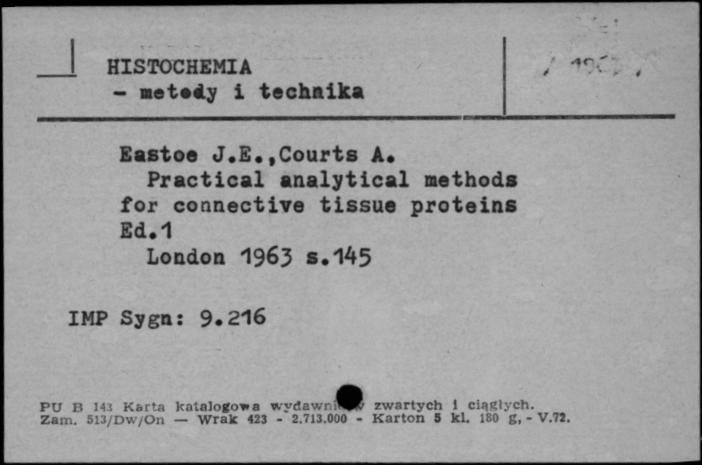 HISTOCHEMIA
- metody i technika
Eastoe J.E.,Courts A.
Practical analytical methods
for connective tissue proteins
Ed.1
London 1963 s.145
IMP Sygn: 9.216
PU B 143 Karta katalogowa wydawnictw zwartych i ciągłych.
Zam. 513/Dw/On — Wrak 423 - 2.713.000 - Karton 5 kl. 180 g, - V.72.